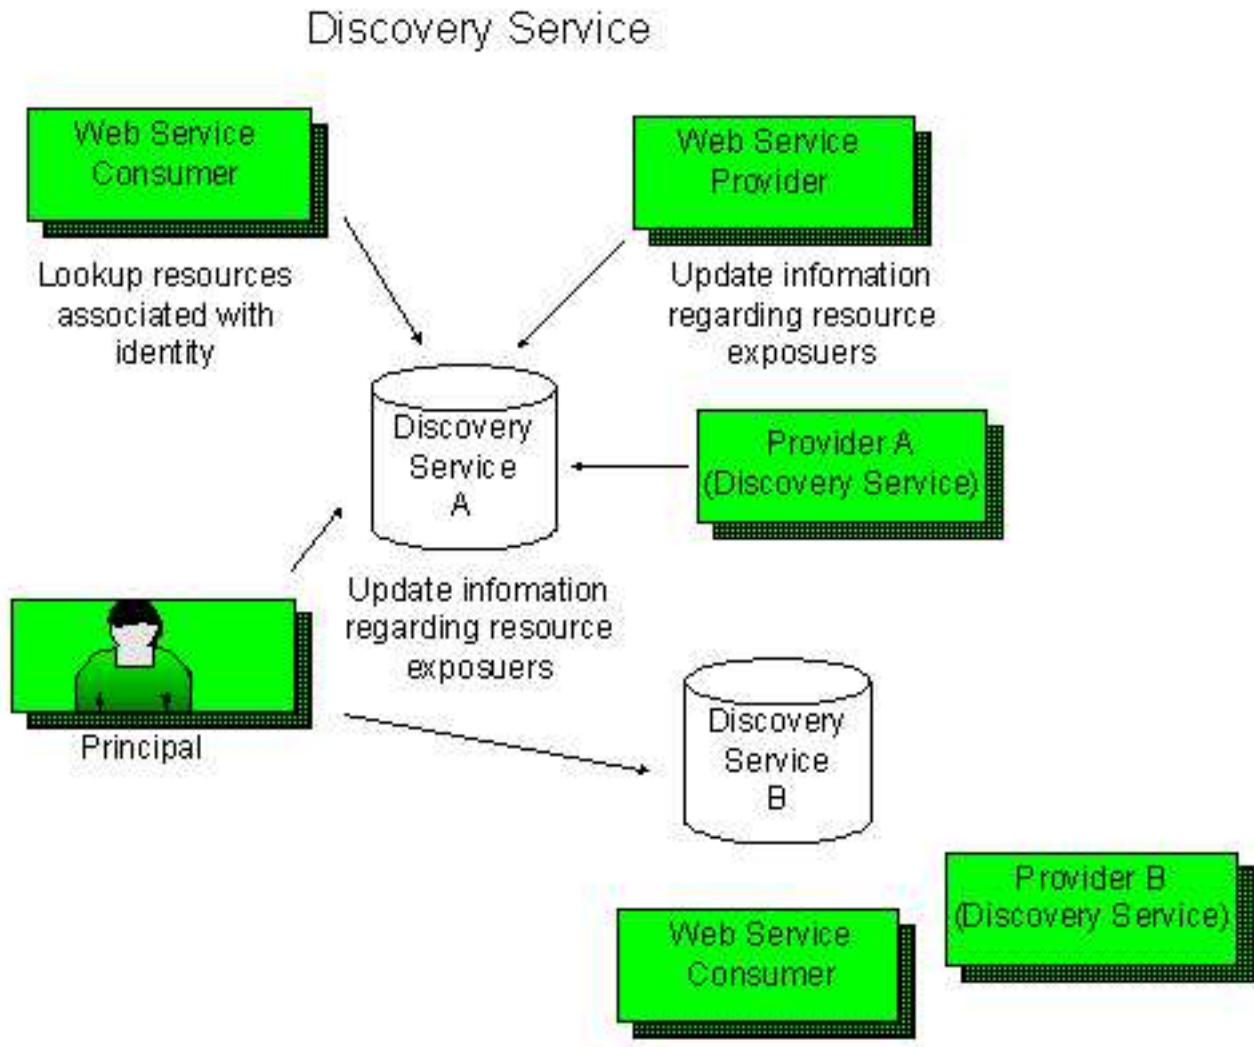 Discovery Service
Web Service
Consumer
Web Service
Provider
Lookup resources
associated with
identity
Update infomation
regarding resource
exposuers
Discovery
Service
A
Provider A
(Discovery Service)
Update infomation
regarding resource
exposuers
Principal
Discovery
Service
B
Provider B
(Discovery Service)
Web Service
Consumer